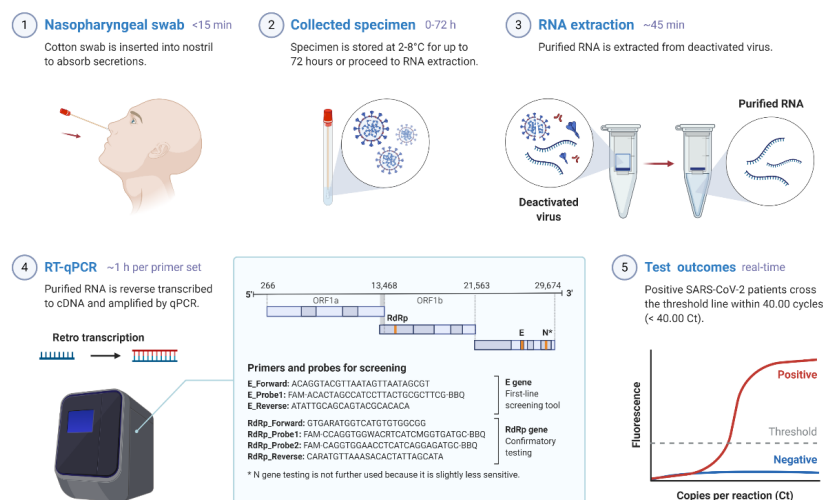 1 Nasopharyngeal swab <15 min
Cotton swab is inserted into nostril
to absorb secretions.
2 Collected specimen 0-72 h
Specimen is stored at 2-8°C for up to
72 hours or proceed to RNA extraction.
3 RNA extraction ~45 min
Purified RNA is extracted from deactivated virus.
Purified RNA
Deactivated
virus
4 RT-qPCR ~1 h per primer set
Purified RNA is reverse transcribed
to cDNA and amplified by qPCR.
Retro transcription
266 13,468 21,563 29,674
5' 3'
ORF1a ORF1b
RdRp
E N*
Primers and probes for screening
E_Forward: ACAGGTACGTTAATAGTTAATAGCGT
E_Probe1: FAM-ACACTAGCCATCCTTACTGCGCTTCG-BBQ
E_Reverse: ATATTGCAGCAGTACGCACACA
E gene
First-line
screening tool
RdRp_Forward: GTGARATGGTCATGTGTGGCGG
RdRp_Probe1: FAM-CCAGGTGGWACRTCATCMGGTGATGC-BBQ
RdRp_Probe2: FAM-CAGGTGGAACCTCATCAGGAGATGC-BBQ
RdRp_Reverse: CARATGTTAAASACACTATTAGCATA
RdRp gene
Confirmatory
testing
* N gene testing is not further used because it is slightly less sensitive.
5 Test outcomes real-time
Positive SARS-CoV-2 patients cross
the threshold line within 40.00 cycles
(< 40.00 Ct).
Fluorescence
Positive
Threshold
Negative
Copies per reaction (Ct)